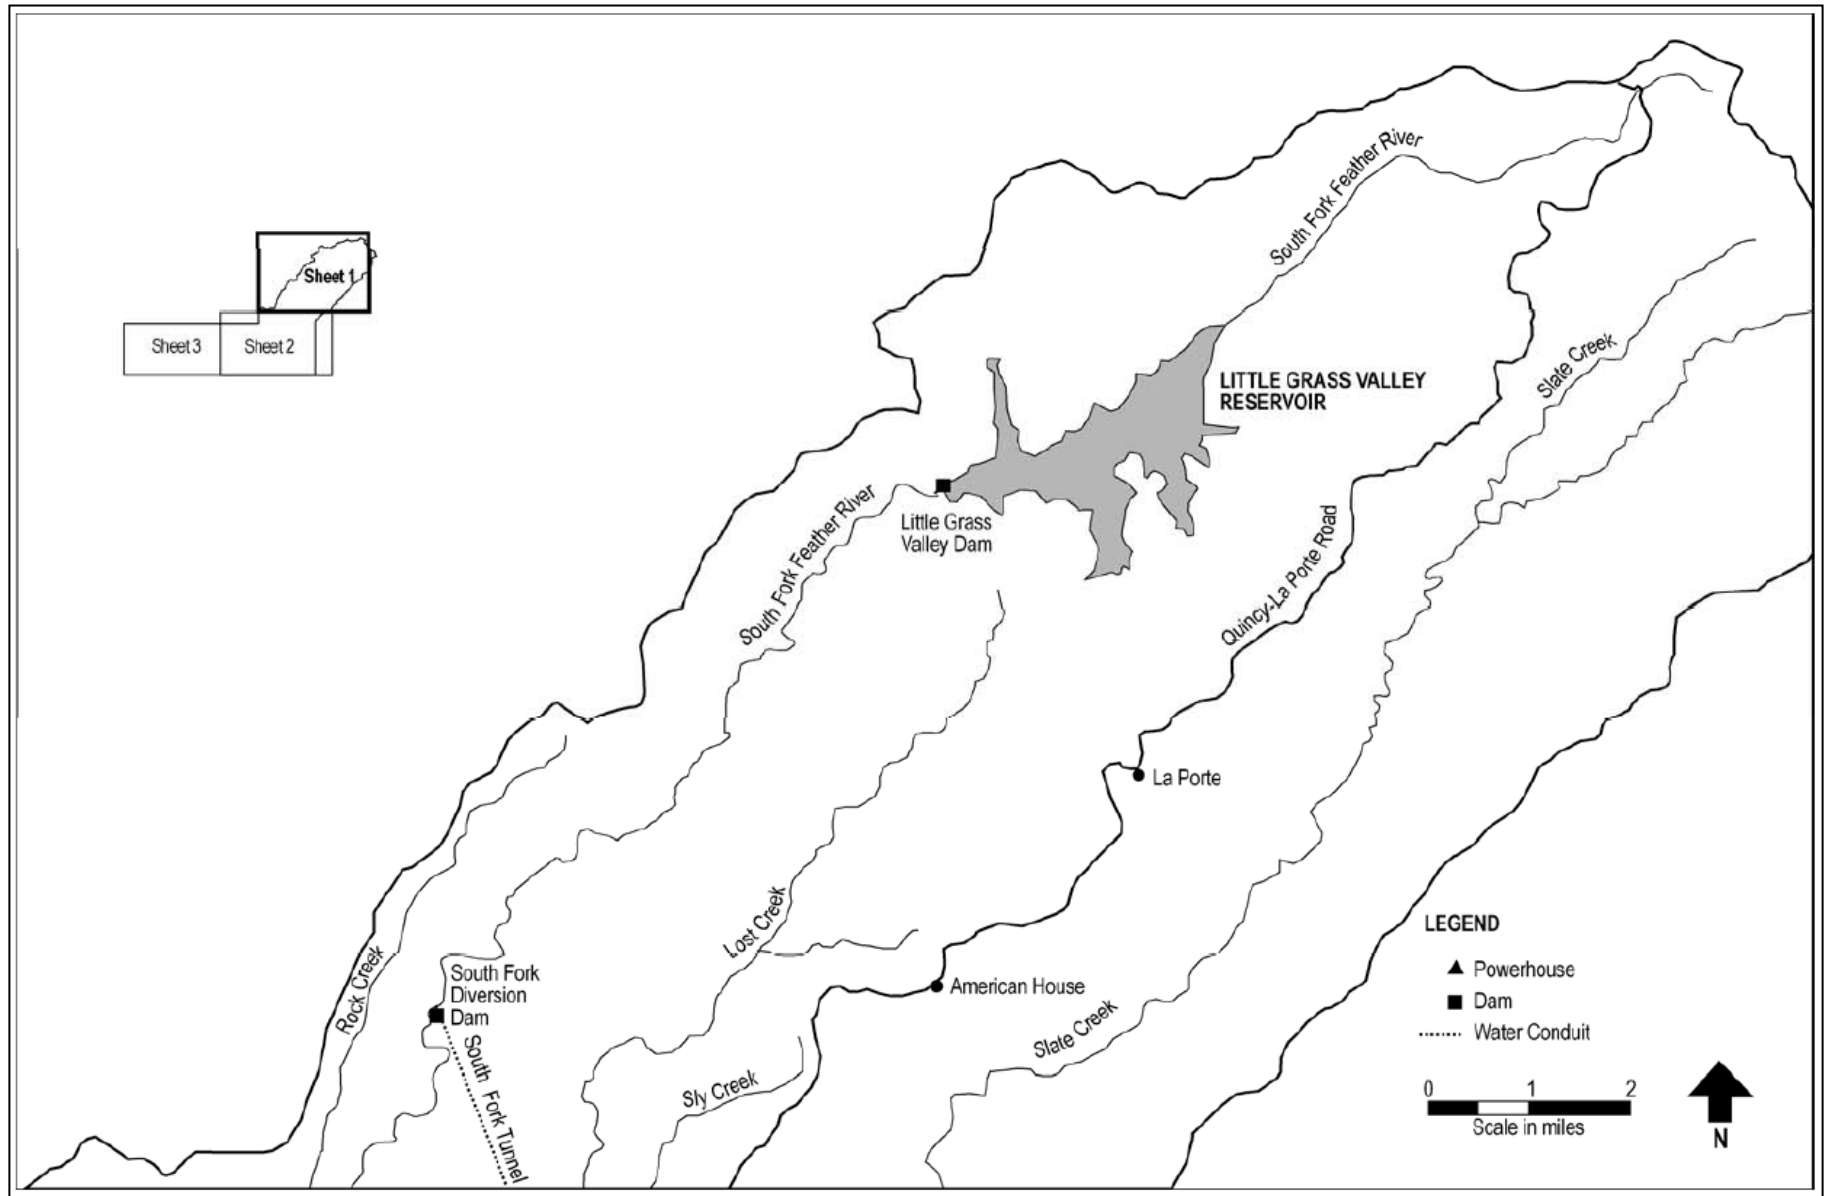 South Fork Feather River
Sheet 1
Sheet 3
Sheet 2
Slate Creek
LITTLE GRASS VALLEY
RESERVOIR
South Fork Feather River
Little Grass
Valley Dam
Quincy-La Porte Road
La Porte
Lost Creek
LEGEND
Powerhouse
Dam
Water Conduit
Rock Creek
South Fork
Diversion
Dam
American House
South Fork Tunnel
Slate Creek
Sly Creek
0 1 2
Scale in miles
N